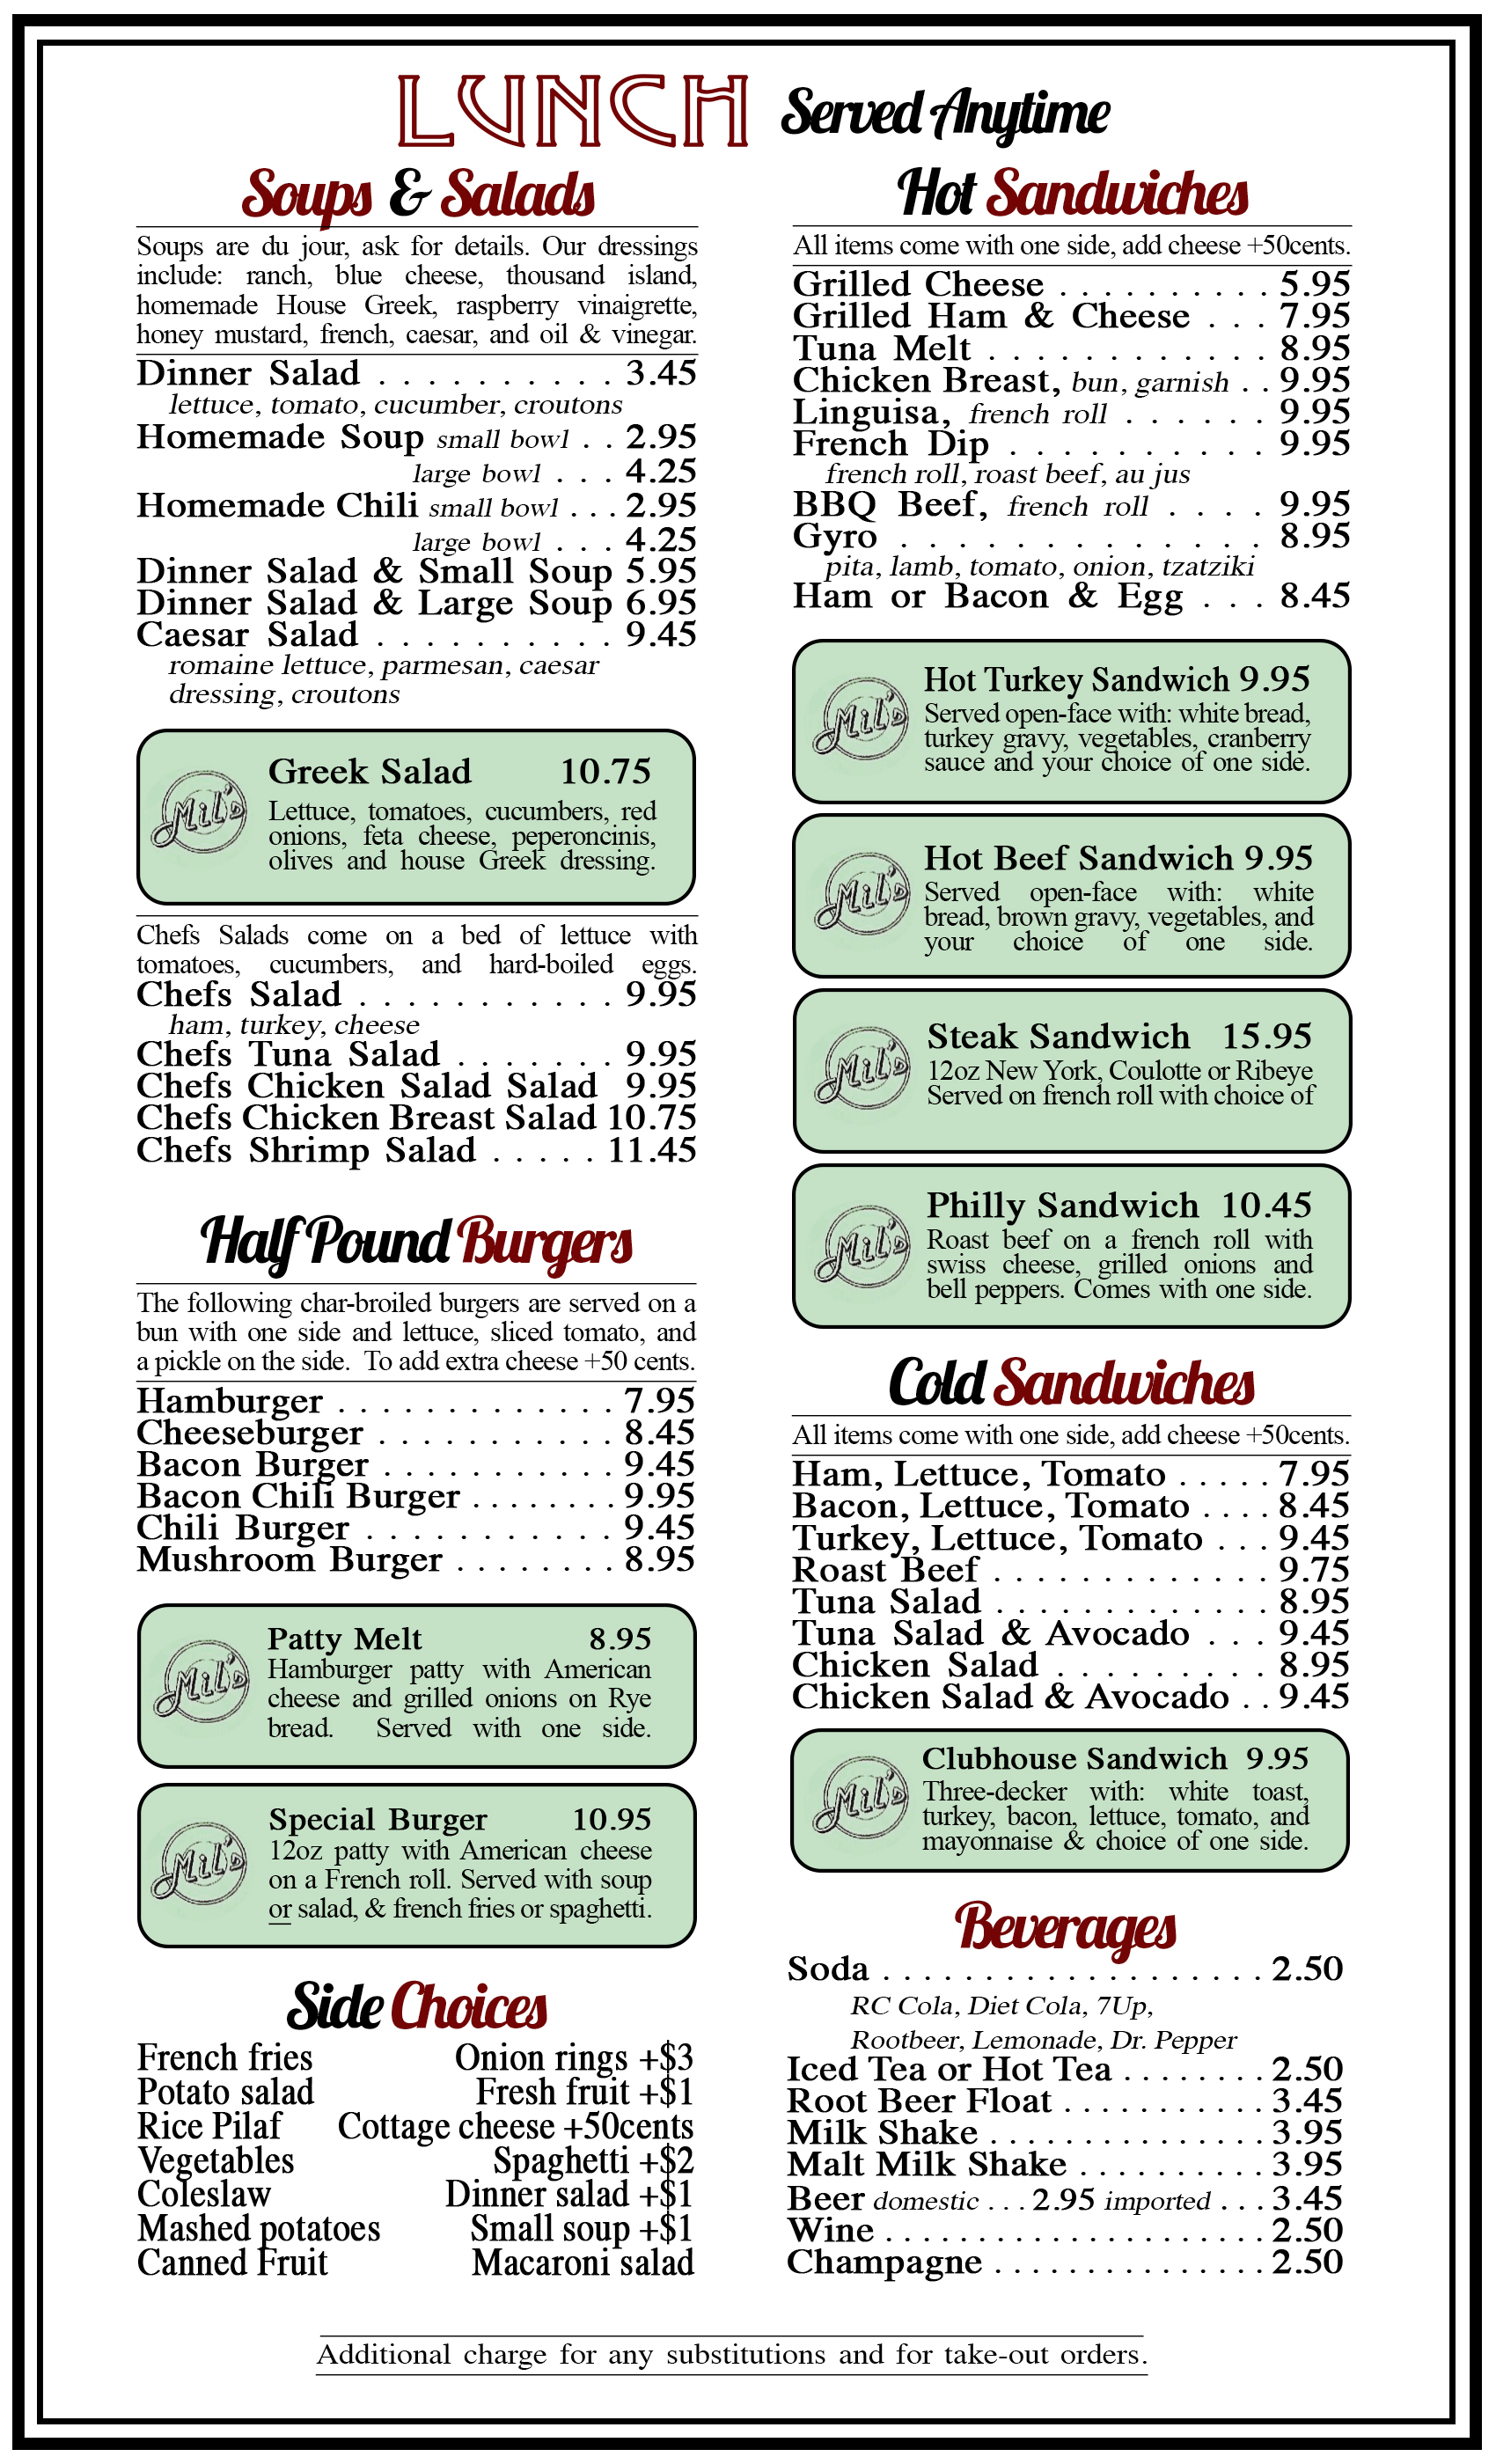 LUNCH Served Anytime
Soups & Salads
Soups are du jour, ask for details. Our dressings
include: ranch, blue cheese, thousand island,
homemade House Greek, raspberry vinaigrette,
honey mustard, french, caesar, and oil & vinegar.
Dinner Salad . . . . . . . . . . 3.45
lettuce, tomato, cucumber, croutons
Homemade Soup small bowl . . 2.95
large bowl . . . 4.25
Homemade Chili small bowl . . . 2.95
large bowl . . . 4.25
Dinner Salad & Small Soup 5.95
Dinner Salad & Large Soup 6.95
Caesar Salad . . . . . . . . . . 9.45
romaine lettuce, parmesan, caesar
dressing, croutons
Mil's
Greek Salad 10.75
Lettuce, tomatoes, cucumbers, red
onions, feta cheese, peperoncinis,
olives and house Greek dressing.
Chefs Salads come on a bed of lettuce with
tomatoes, cucumbers, and hard-boiled eggs.
Chefs Salad . . . . . . . . . . . 9.95
ham, turkey, cheese
Chefs Tuna Salad . . . . . . . 9.95
Chefs Chicken Salad Salad 9.95
Chefs Chicken Breast Salad 10.75
Chefs Shrimp Salad . . . . . 11.45
Half Pound Burgers
The following char-broiled burgers are served on a
bun with one side and lettuce, sliced tomato, and
a pickle on the side. To add extra cheese +50 cents.
Hamburger . . . . . . . . . . . . . 7.95
Cheeseburger . . . . . . . . . . . 8.45
Bacon Burger . . . . . . . . . . . 9.45
Bacon Chili Burger . . . . . . . . 9.95
Chili Burger . . . . . . . . . . . 9.45
Mushroom Burger . . . . . . . . 8.95
Mil's
Patty Melt 8.95
Hamburger patty with American
cheese and grilled onions on Rye
bread. Served with one side.
Mil's
Special Burger 10.95
12oz patty with American cheese
on a French roll. Served with soup
or salad, & french fries or spaghetti.
Side Choices
French fries Onion rings +$3
Potato salad Fresh fruit +$1
Rice Pilaf Cottage cheese +50cents
Vegetables Spaghetti +$2
Coleslaw Dinner salad +$1
Mashed potatoes Small soup +$1
Canned Fruit Macaroni salad
Hot Sandwiches
All items come with one side, add cheese +50cents.
Grilled Cheese . . . . . . . . . . 5.95
Grilled Ham & Cheese . . . 7.95
Tuna Melt . . . . . . . . . . . . 8.95
Chicken Breast, bun, garnish . . 9.95
Linguisa, french roll . . . . . . 9.95
French Dip . . . . . . . . . . 9.95
french roll, roast beef, au jus
BBQ Beef, french roll . . . . 9.95
Gyro . . . . . . . . . . . . . 8.95
pita, lamb, tomato, onion, tzatziki
Ham or Bacon & Egg . . . 8.45
Mil's
Hot Turkey Sandwich 9.95
Served open-face with: white bread,
turkey gravy, vegetables, cranberry
sauce and your choice of one side.
Mil's
Hot Beef Sandwich 9.95
Served open-face with: white
bread, brown gravy, vegetables, and
your choice of one side.
Mil's
Steak Sandwich 15.95
12oz New York, Coulotte or Ribeye
Served on french roll with choice of
Mil's
Philly Sandwich 10.45
Roast beef on a french roll with
swiss cheese, grilled onions and
bell peppers. Comes with one side.
Cold Sandwiches
All items come with one side, add cheese +50cents.
Ham, Lettuce, Tomato . . . . . 7.95
Bacon, Lettuce, Tomato . . . . 8.45
Turkey, Lettuce, Tomato . . . 9.45
Roast Beef . . . . . . . . . . . . . 9.75
Tuna Salad . . . . . . . . . . . . . 8.95
Tuna Salad & Avocado . . . 9.45
Chicken Salad . . . . . . . . . 8.95
Chicken Salad & Avocado . . 9.45
Mil's
Clubhouse Sandwich 9.95
Three-decker with: white toast,
turkey, bacon, lettuce, tomato, and
mayonnaise & choice of one side.
Beverages
Soda . . . . . . . . . . . . . . . . . . . 2.50
RC Cola, Diet Cola, 7Up,
Rootbeer, Lemonade, Dr. Pepper
Iced Tea or Hot Tea . . . . . . . . 2.50
Root Beer Float . . . . . . . . . . . 3.45
Milk Shake . . . . . . . . . . . . . . . 3.95
Malt Milk Shake . . . . . . . . . . 3.95
Beer domestic . . . 2.95 imported . . . 3.45
Wine . . . . . . . . . . . . . . . . . . . . . 2.50
Champagne . . . . . . . . . . . . . . . 2.50
Additional charge for any substitutions and for take-out orders.